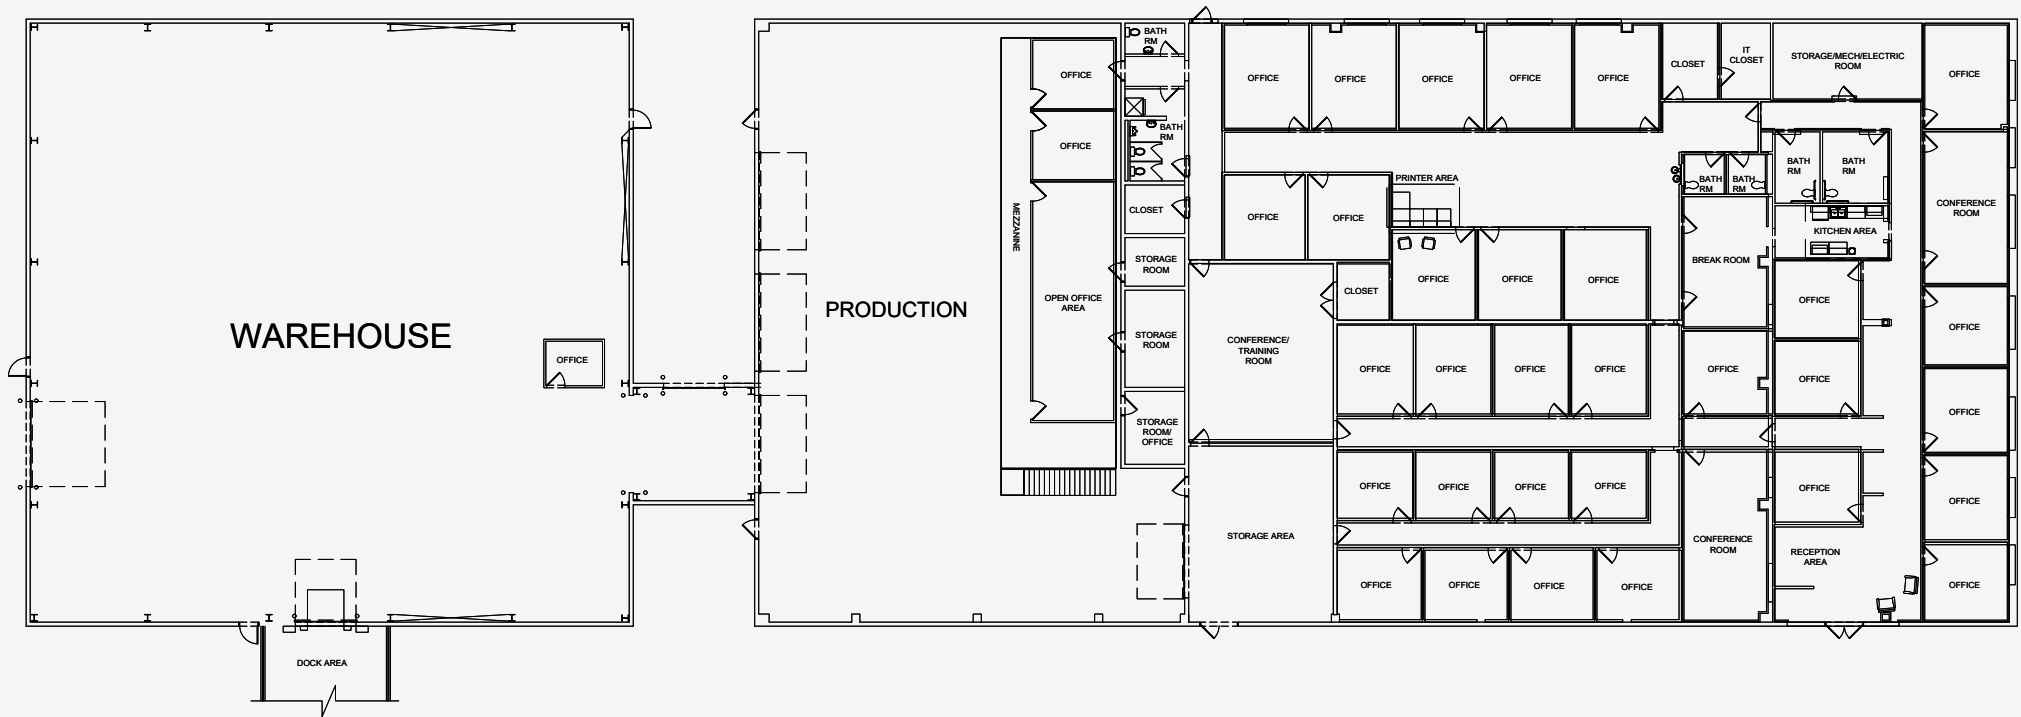 WAREHOUSE
OFFICE
DOCK AREA
PRODUCTION
MEZZANINE
OFFICE
OFFICE
OPEN OFFICE
AREA
BATH
RM
BATH
RM
CLOSET
STORAGE
ROOM
STORAGE
ROOM
STORAGE
ROOM/
OFFICE
OFFICE
OFFICE
OFFICE
OFFICE
OFFICE
CLOSET
IT
CLOSET
STORAGE/MECH/ELECTRIC
ROOM
OFFICE
OFFICE
OFFICE
PRINTER AREA
BATH
RM
BATH
RM
BATH
RM
BATH
RM
CONFERENCE
ROOM
KITCHEN AREA
BREAK ROOM
CLOSET
OFFICE
OFFICE
OFFICE
OFFICE
OFFICE
CONFERENCE/
TRAINING
ROOM
OFFICE
OFFICE
OFFICE
OFFICE
OFFICE
OFFICE
OFFICE
OFFICE
OFFICE
OFFICE
OFFICE
OFFICE
OFFICE
STORAGE AREA
CONFERENCE
ROOM
RECEPTION
AREA
OFFICE
OFFICE
OFFICE
OFFICE
OFFICE